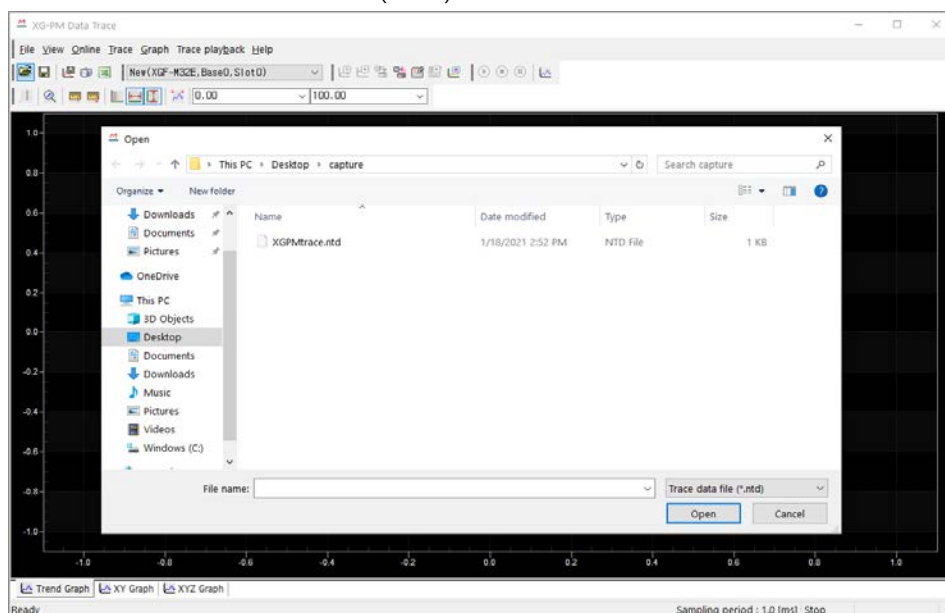 XG-PM Data Trace
File View Online Trace Graph Trace playback Help
New(XGF-M32E,Base0,Slot0)
0.00 100.00
Open
This PC > Desktop > capture Search capture
Organize New folder
Name Date modified Type Size
XGPMtrace.ntd 1/18/2021 2:52 PM NTD File 1 KB
Downloads
Documents
Pictures
OneDrive
This PC
3D Objects
Desktop
Documents
Downloads
Music
Pictures
Videos
Windows (C:)
File name: Trace data file (*.ntd)
Open Cancel
1.0
0.8
0.6
0.4
0.2
0.0
-0.2
-0.4
-0.6
-0.8
-1.0
-1.0 -0.8 -0.6 -0.4 -0.2 0.0 0.2 0.4 0.6 0.8 1.0
Trend Graph XY Graph XYZ Graph
Ready Sampling period : 1.0 [ms] Stop